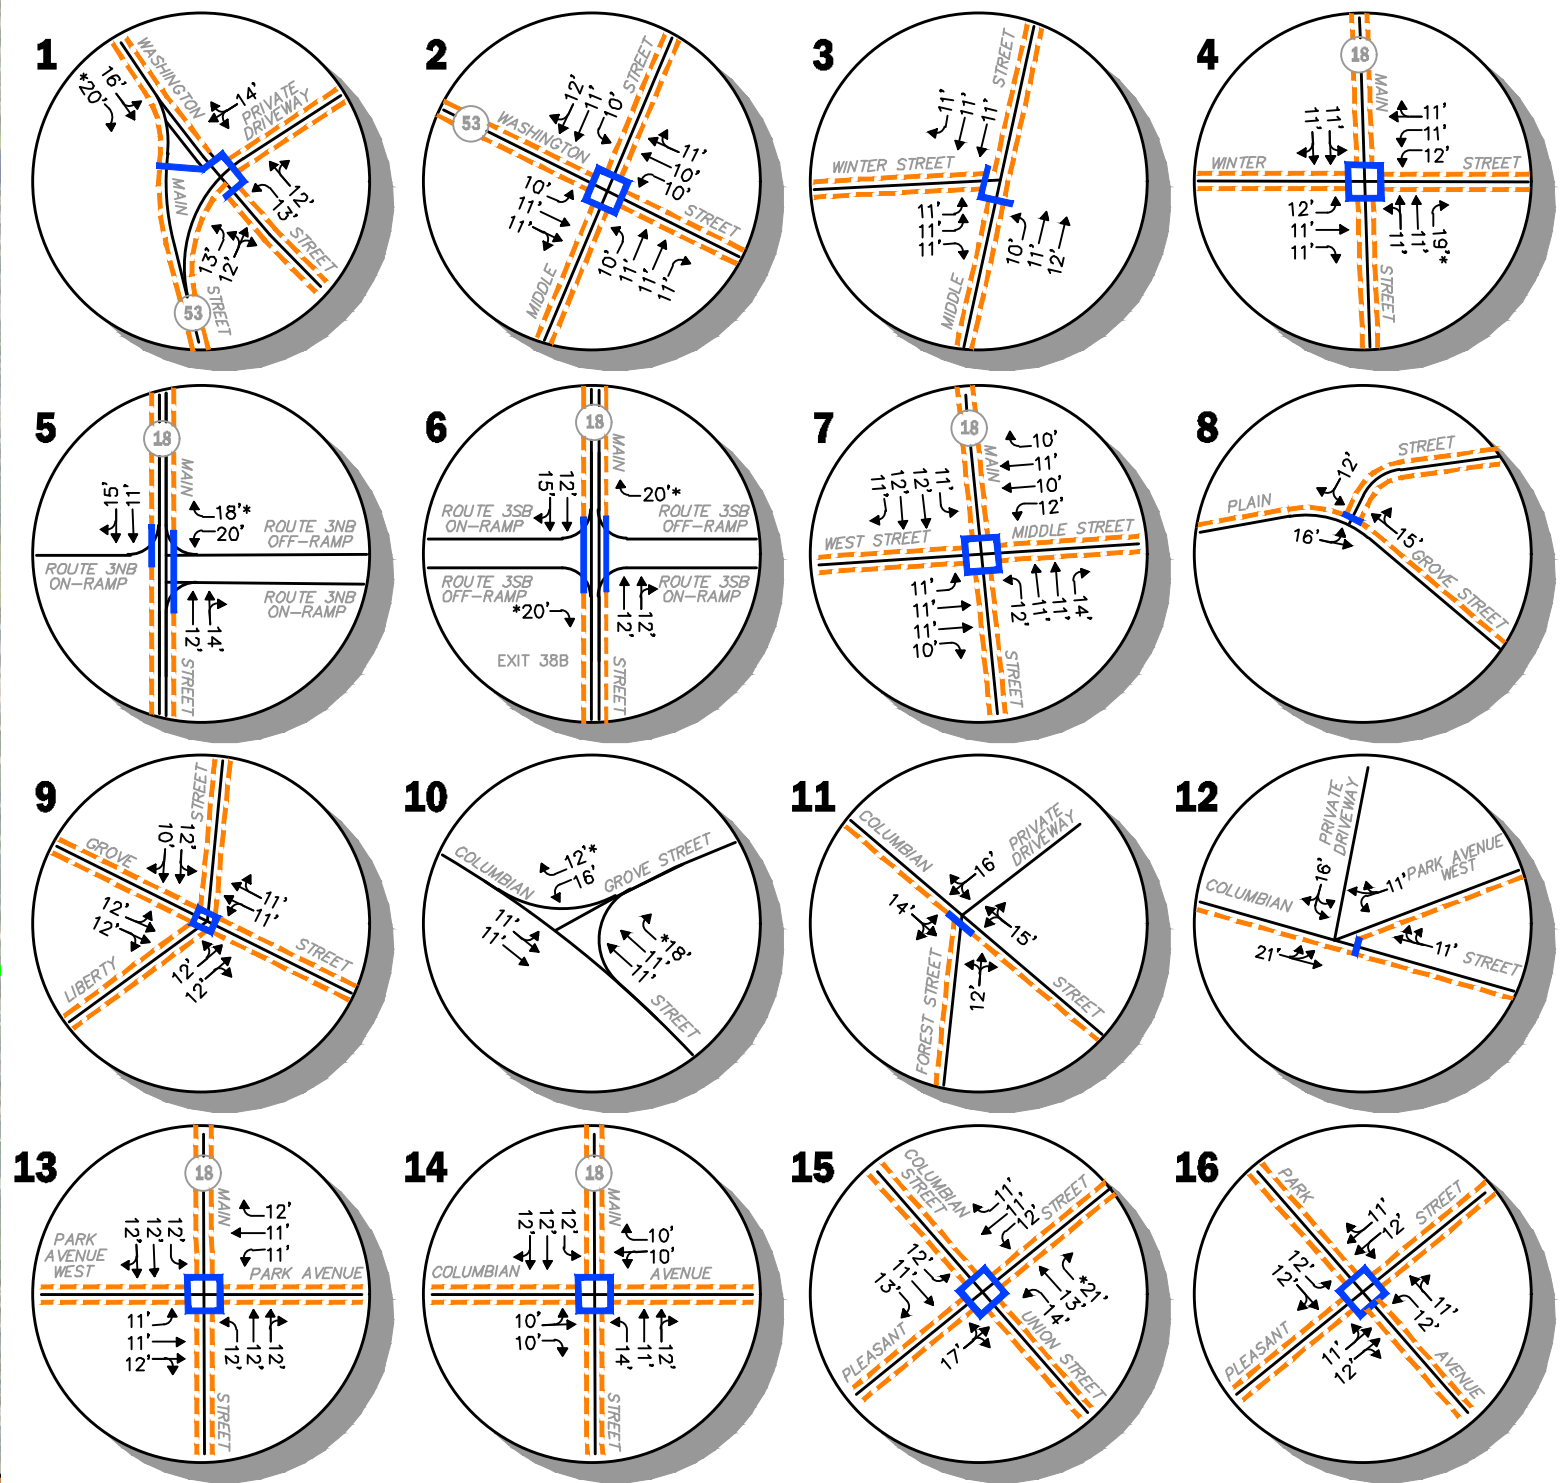 1
WASHINGTON
16'
*20'
14'
PRIVATE
DRIVEWAY
MAIN
12'
13'
13'
12'
STREET
STREET
53
2
53
WASHINGTON
STREET
12'
11'
10'
11'
10'
10'
10'
11'
11'
10'
11'
11'
11'
STREET
MIDDLE
3
STREET
11'
11'
11'
WINTER STREET
11'
11'
11'
10'
11'
12'
MIDDLE
4
18
MAIN
11'
11'
11'
11'
12'
WINTER
STREET
12'
11'
11'
11'
11'
*16'
STREET
5
18
MAIN
15'
11'
18'*
20'
ROUTE 3NB
OFF-RAMP
ROUTE 3NB
ON-RAMP
ROUTE 3NB
ON-RAMP
12'
14'
STREET
6
18
MAIN
15'
12'
20'*
ROUTE 3SB
ON-RAMP
ROUTE 3SB
OFF-RAMP
ROUTE 3SB
OFF-RAMP
ROUTE 3SB
ON-RAMP
*20'
12'
12'
EXIT 38B
STREET
7
18
MAIN
11'
12'
12'
11'
10'
11'
10'
12'
WEST STREET
MIDDLE STREET
11'
11'
11'
10'
12'
11'
11'
14'
STREET
8
STREET
12'
PLAIN
16'
15'
GROVE STREET
9
STREET
GROVE
10'
12'
11'
11'
12'
12'
12'
12'
LIBERTY
STREET
10
COLUMBIAN
12'*
16'
GROVE STREET
11'
11'
*18'
11'
11'
STREET
11
COLUMBIAN
PRIVATE
DRIVEWAY
16'
14'
15'
12'
FOREST STREET
STREET
12
PRIVATE
DRIVEWAY
16'
11'
PARK AVENUE
WEST
COLUMBIAN
21'
11'
STREET
13
18
MAIN
12'
12'
12'
12'
11'
11'
PARK
AVENUE
WEST
PARK AVENUE
11'
11'
12'
12'
12'
12'
STREET
14
18
MAIN
12'
12'
12'
10'
10'
COLUMBIAN
AVENUE
10'
10'
14'
11'
12'
STREET
15
COLUMBIAN
STREET
11'
11'
12'
STREET
12'
11'
13'
*21'
13'
14'
17'
PLEASANT
UNION STREET
16
PARK
11'
12'
STREET
12'
12'
11'
12'
11'
12'
PLEASANT
AVENUE